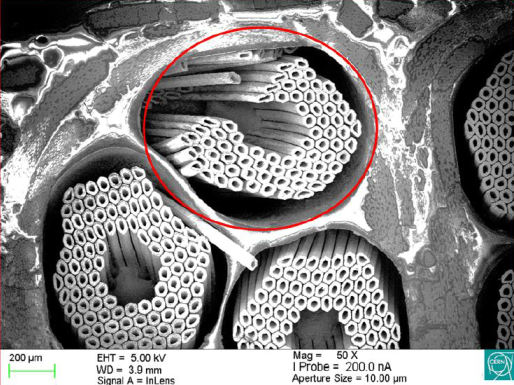 200 µm
EHT = 5.00 kV
WD = 3.9 mm
Signal A = InLens
Mag = 50 X
I Probe = 200.0 nA
Aperture Size = 10.00 µm
CERN